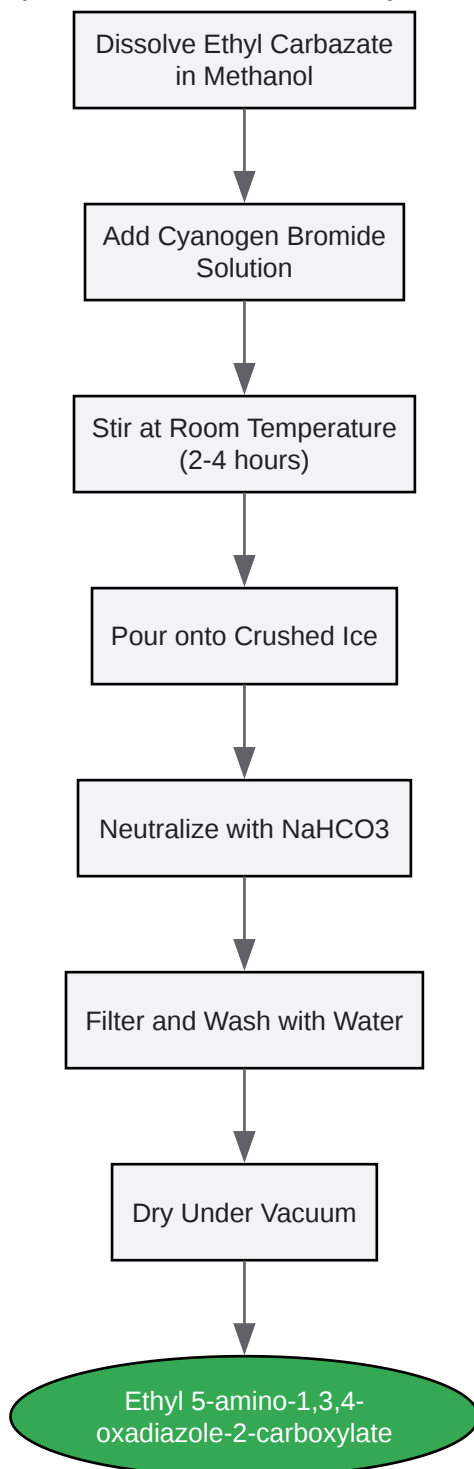 Dissolve Ethyl Carbazate
in Methanol
Add Cyanogen Bromide
Solution
Stir at Room Temperature
(2-4 hours)
Pour onto Crushed Ice
Neutralize with NaHCO3
Filter and Wash with Water
Dry Under Vacuum
Ethyl 5-amino-1,3,4-
oxadiazole-2-carboxylate